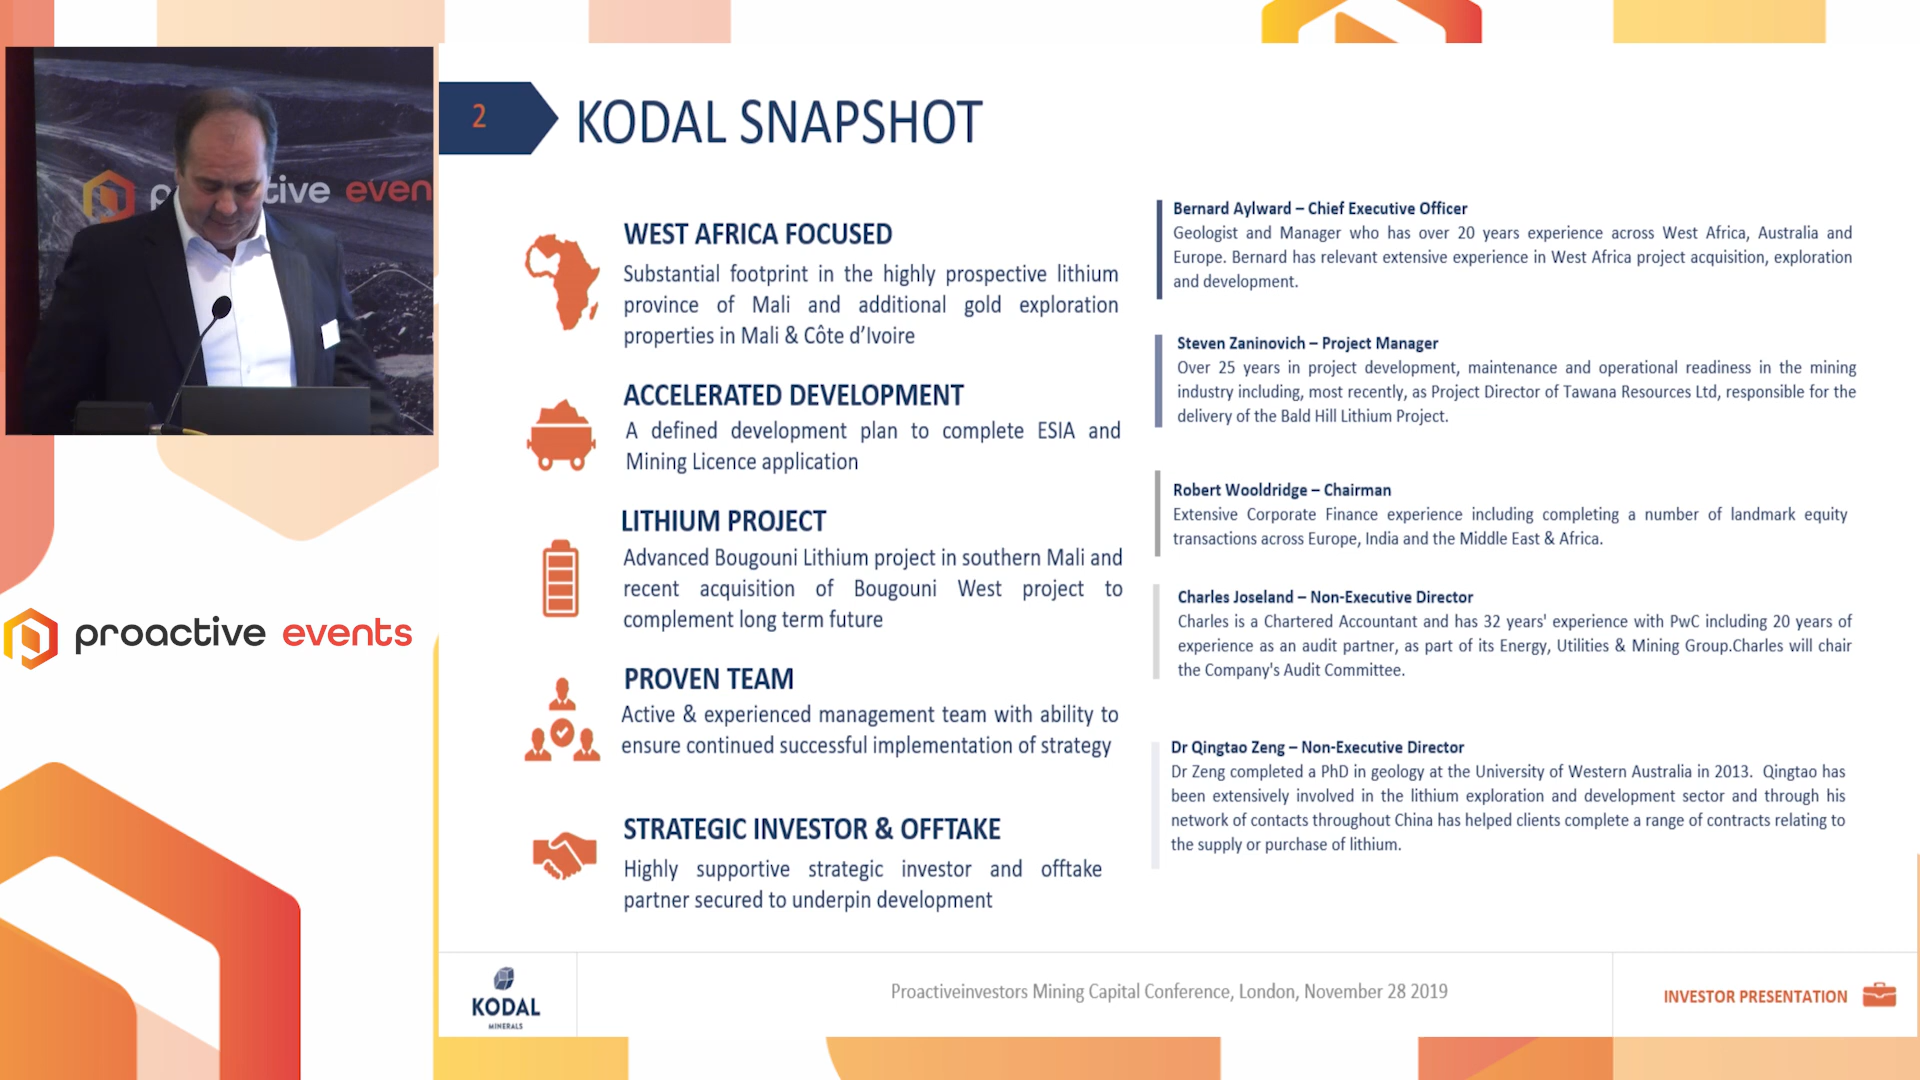 proactive even
proactive events
2
KODAL SNAPSHOT
WEST AFRICA FOCUSED
Substantial footprint in the highly prospective lithium
province of Mali and additional gold exploration
properties in Mali & Côte d’Ivoire
ACCELERATED DEVELOPMENT
A defined development plan to complete ESIA and
Mining Licence application
LITHIUM PROJECT
Advanced Bougouni Lithium project in southern Mali and
recent acquisition of Bougouni West project to
complement long term future
PROVEN TEAM
Active & experienced management team with ability to
ensure continued successful implementation of strategy
STRATEGIC INVESTOR & OFFTAKE
Highly supportive strategic investor and offtake
partner secured to underpin development
Bernard Aylward – Chief Executive Officer
Geologist and Manager who has over 20 years experience across West Africa, Australia and
Europe. Bernard has relevant extensive experience in West Africa project acquisition, exploration
and development.
Steven Zaninovich – Project Manager
Over 25 years in project development, maintenance and operational readiness in the mining
industry including, most recently, as Project Director of Tawana Resources Ltd, responsible for the
delivery of the Bald Hill Lithium Project.
Robert Wooldridge – Chairman
Extensive Corporate Finance experience including completing a number of landmark equity
transactions across Europe, India and the Middle East & Africa.
Charles Joseland – Non-Executive Director
Charles is a Chartered Accountant and has 32 years' experience with PwC including 20 years of
experience as an audit partner, as part of its Energy, Utilities & Mining Group.Charles will chair
the Company's Audit Committee.
Dr Qingtao Zeng – Non-Executive Director
Dr Zeng completed a PhD in geology at the University of Western Australia in 2013. Qingtao has
been extensively involved in the lithium exploration and development sector and through his
network of contacts throughout China has helped clients complete a range of contracts relating to
the supply or purchase of lithium.
KODAL
MINERALS
Proactiveinvestors Mining Capital Conference, London, November 28 2019
INVESTOR PRESENTATION